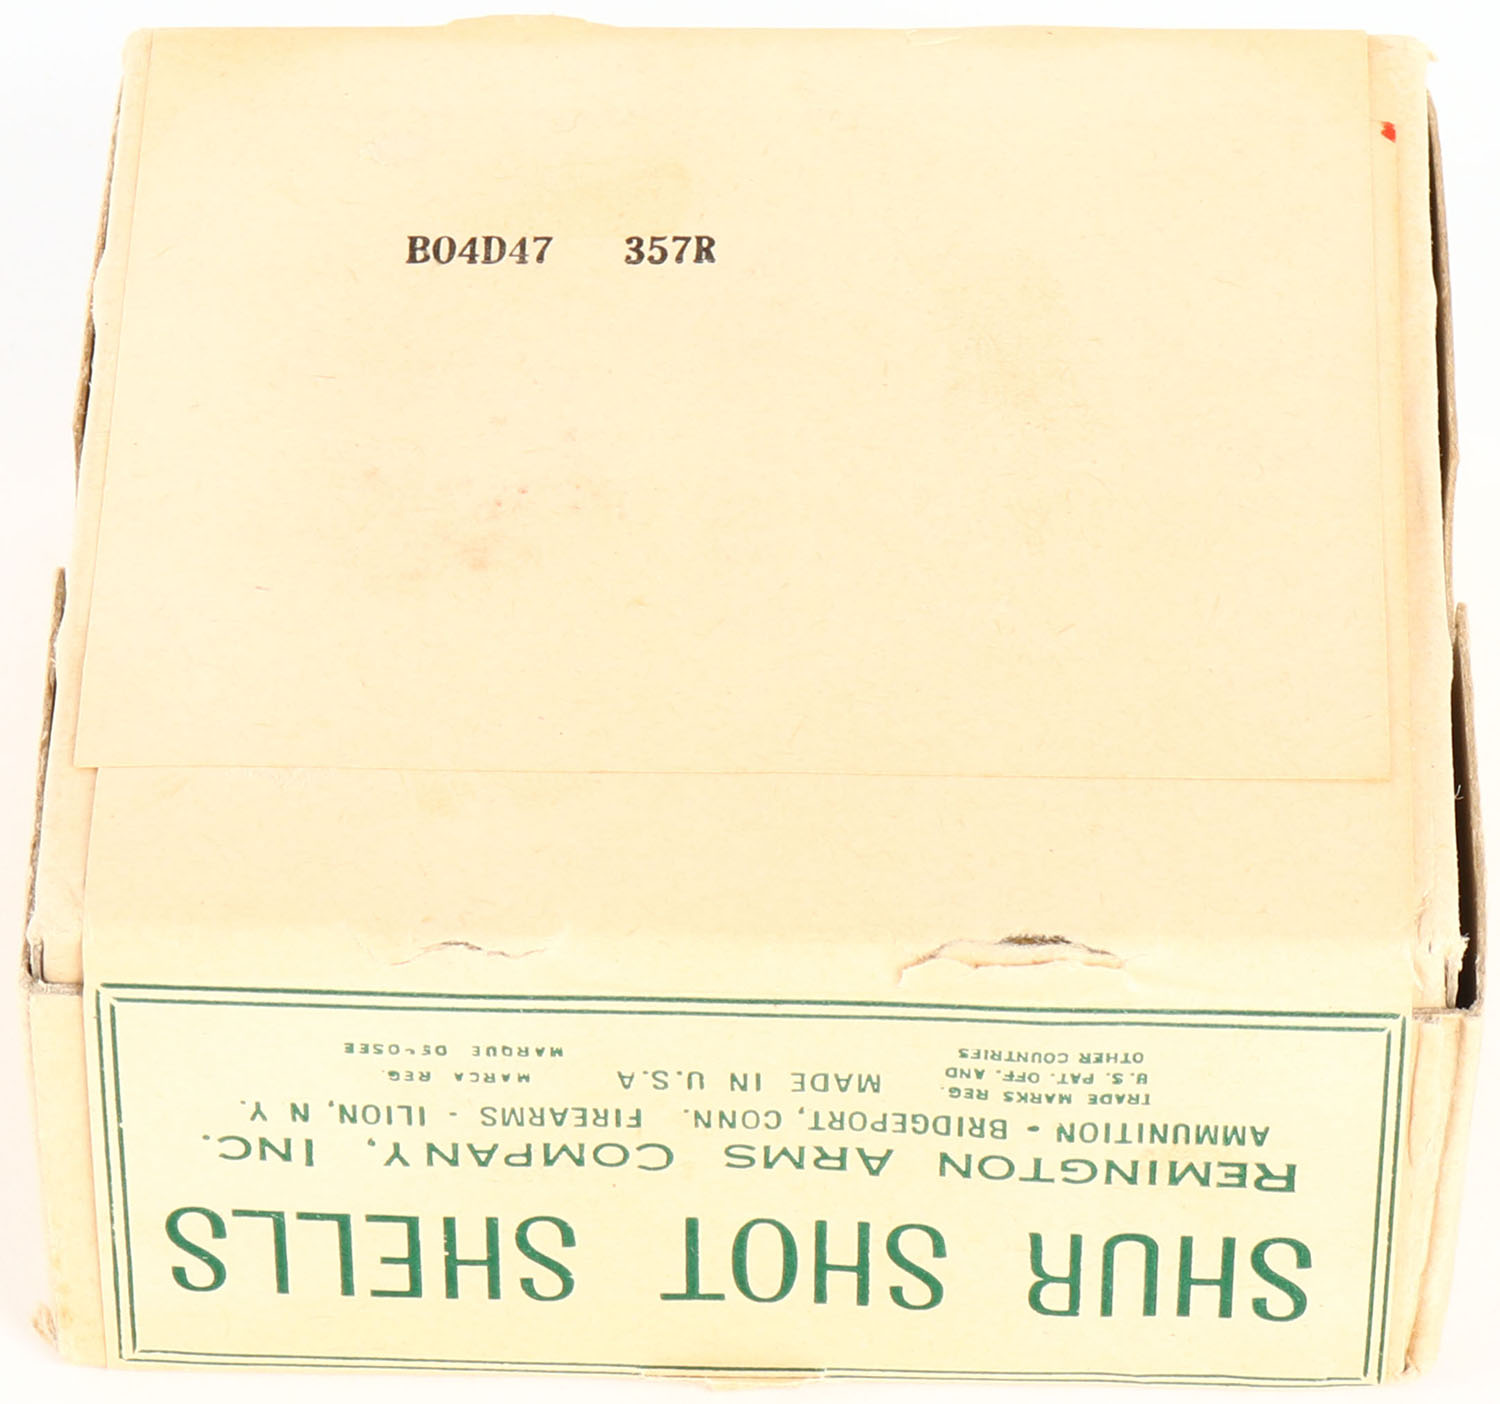 B04D47 357R
SHUR SHOT SHELLS
REMINGTON ARMS COMPANY, INC.
AMMUNITION - BRIDGEPORT, CONN. FIREARMS - ILION, N Y.
TRADE MARKS REG.
U. S. PAT. OFF. AND
OTHER COUNTRIES
MADE IN U.S.A
MARCA REG.
MARQUE DEPOSEE